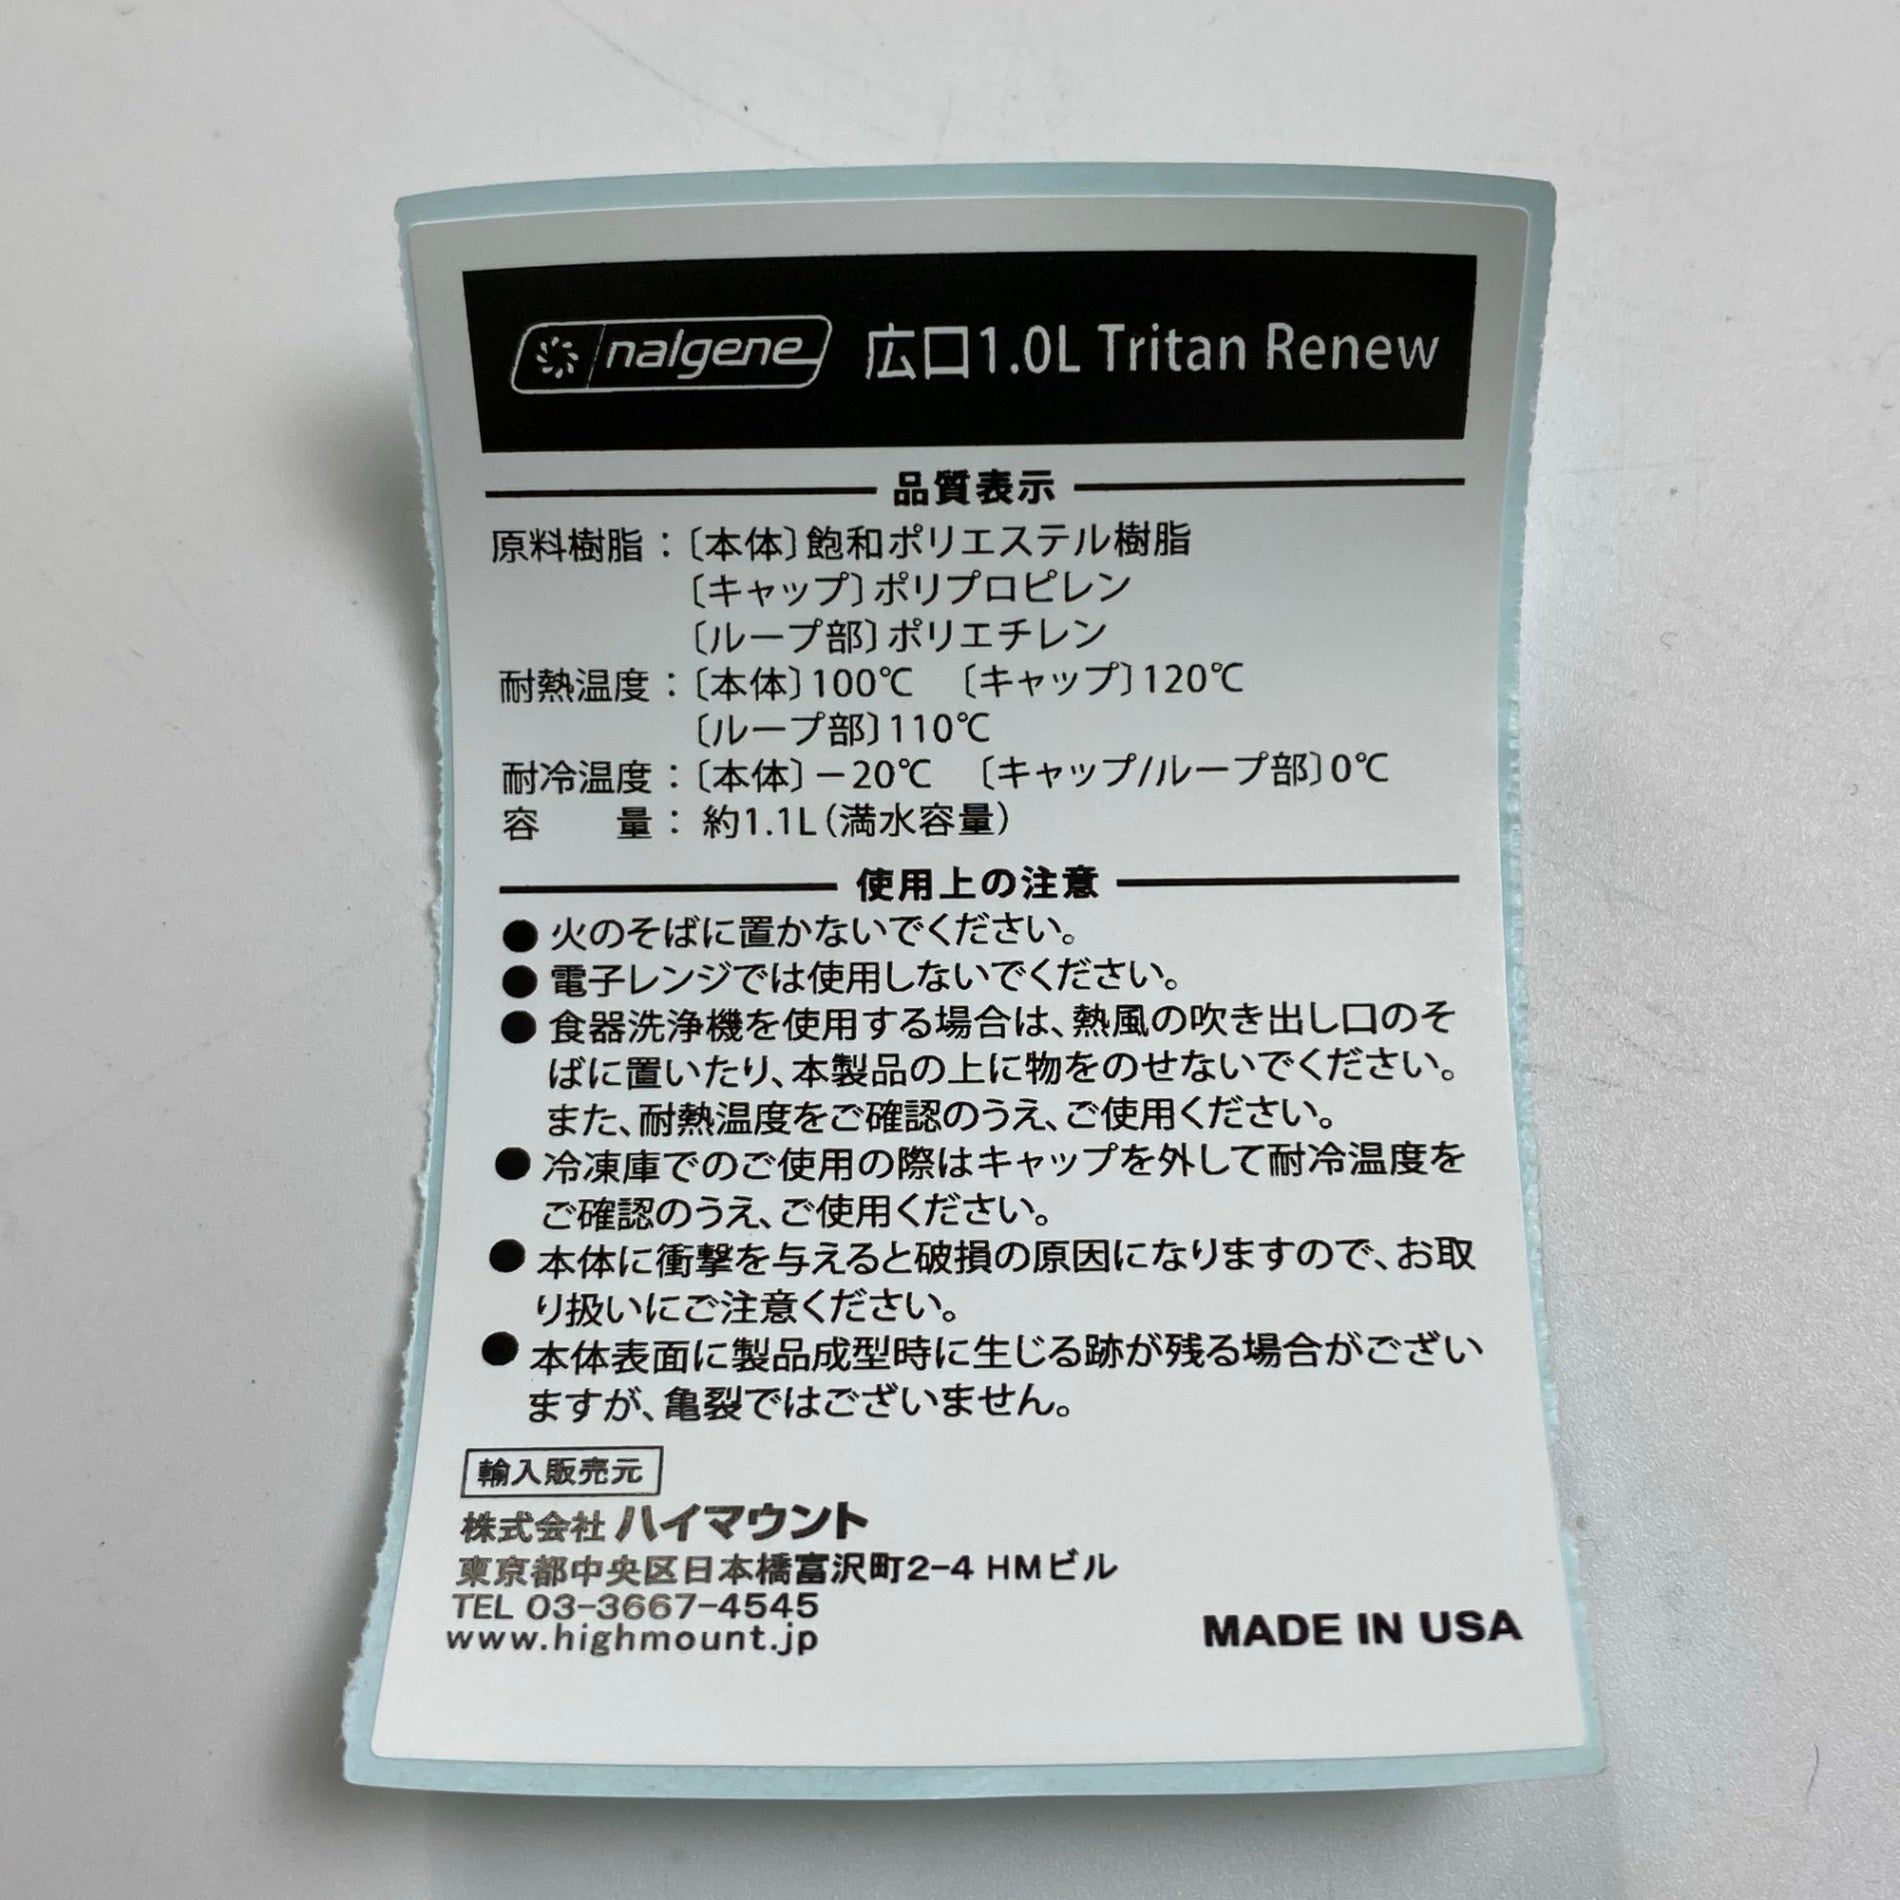 nalgene 広口1.0L Tritan Renew
品質表示
原料樹脂：〔本体〕飽和ポリエステル樹脂
〔キャップ〕ポリプロピレン
〔ループ部〕ポリエチレン
耐熱温度：〔本体〕100℃　〔キャップ〕120℃
〔ループ部〕110℃
耐冷温度：〔本体〕－20℃　〔キャップ/ループ部〕0℃
容　　量： 約1.1L（満水容量）
使用上の注意
● 火のそばに置かないでください。
● 電子レンジでは使用しないでください。
● 食器洗浄機を使用する場合は、熱風の吹き出し口のそ
ばに置いたり、本製品の上に物をのせないでください。
また、耐熱温度をご確認のうえ、ご使用ください。
● 冷凍庫でのご使用の際はキャップを外して耐冷温度を
ご確認のうえ、ご使用ください。
● 本体に衝撃を与えると破損の原因になりますので、お取
り扱いにご注意ください。
● 本体表面に製品成型時に生じる跡が残る場合がござい
ますが、亀裂ではございません。
輸入販売元
株式会社 ハイマウント
東京都中央区日本橋富沢町2-4 HMビル
TEL 03-3667-4545
www.highmount.jp
MADE IN USA